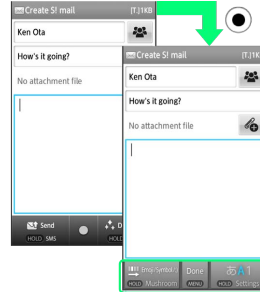 Create S! mail [T.]1KB
Ken Ota
How's it going?
No attachment file
Send
HOLD SMS
D
HOLD
Create S! mail [T.]1KB
Ken Ota
How's it going?
No attachment file
Emoji/Symbol/
HOLD Mushroom
Done
MENU
あA1
HOLD Settings